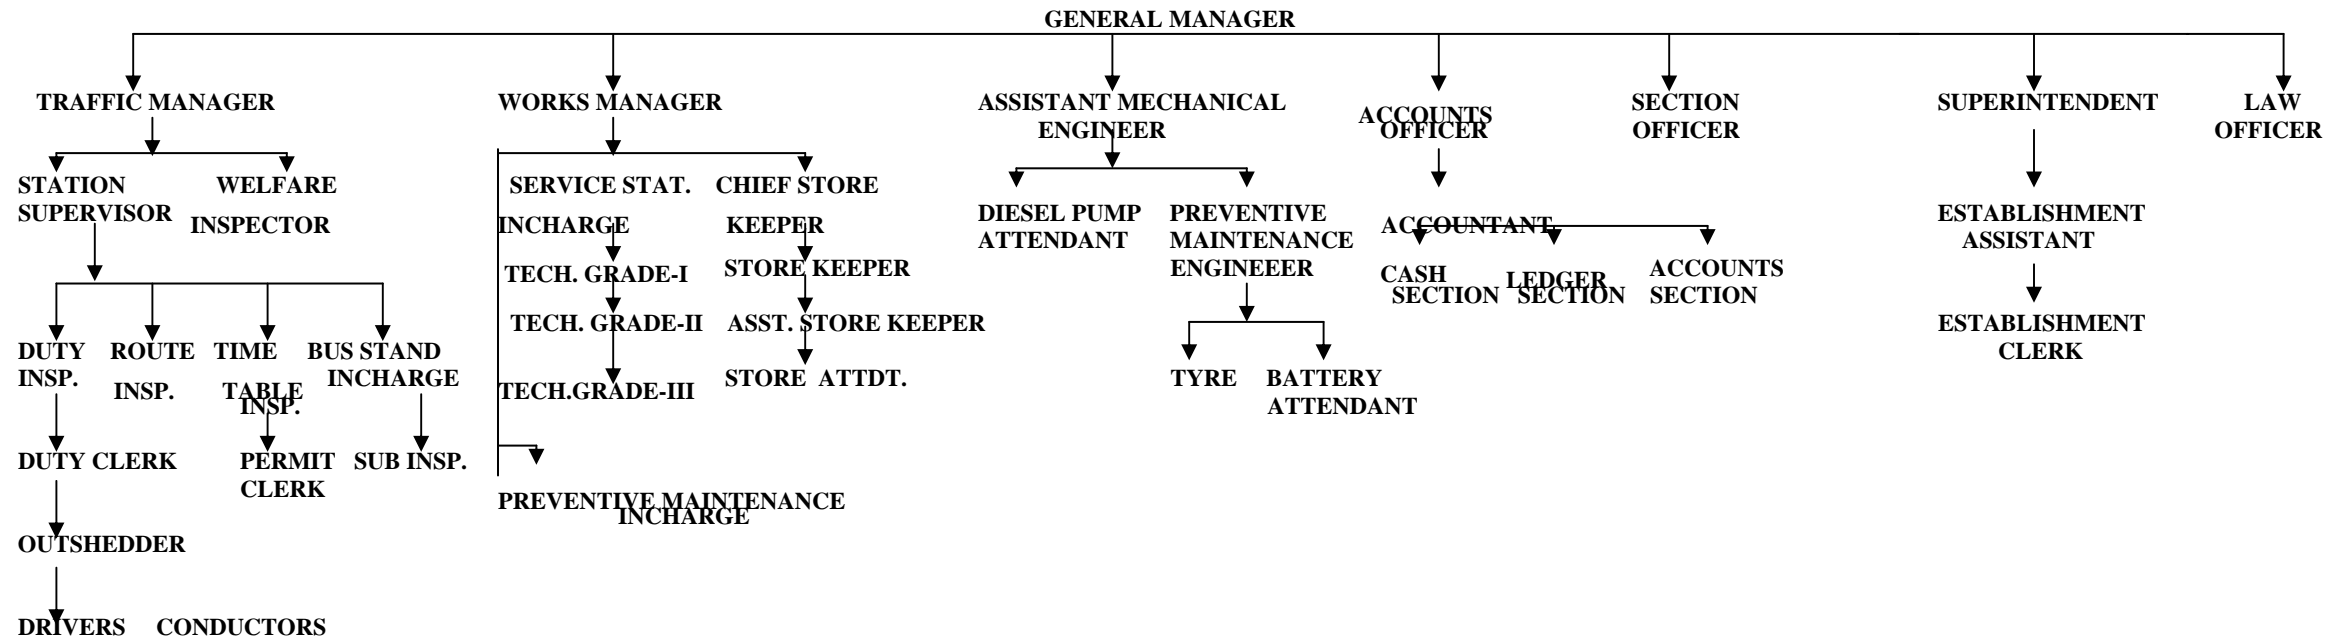 GENERAL MANAGER
TRAFFIC MANAGER
WORKS MANAGER
ASSISTANT MECHANICAL
ENGINEER
ACCOUNTS
OFFICER
SECTION
OFFICER
SUPERINTENDENT
LAW
OFFICER
STATION
SUPERVISOR
WELFARE
INSPECTOR
SERVICE STAT.
INCHARGE
CHIEF STORE
KEEPER
DIESEL PUMP
ATTENDANT
PREVENTIVE
MAINTENANCE
ENGINEEER
ACCOUNTANT
ESTABLISHMENT
ASSISTANT
TECH. GRADE-I
STORE KEEPER
CASH
SECTION
LEDGER
SECTION
ACCOUNTS
SECTION
TECH. GRADE-II
ASST. STORE KEEPER
ESTABLISHMENT
CLERK
DUTY
INSP.
ROUTE
INSP.
TIME
TABLE
INSP.
BUS STAND
INCHARGE
TECH.GRADE-III
STORE ATTDT.
TYRE
BATTERY
ATTENDANT
DUTY CLERK
PERMIT
CLERK
SUB INSP.
PREVENTIVE MAINTENANCE
INCHARGE
OUTSHEDDER
DRIVERS
CONDUCTORS